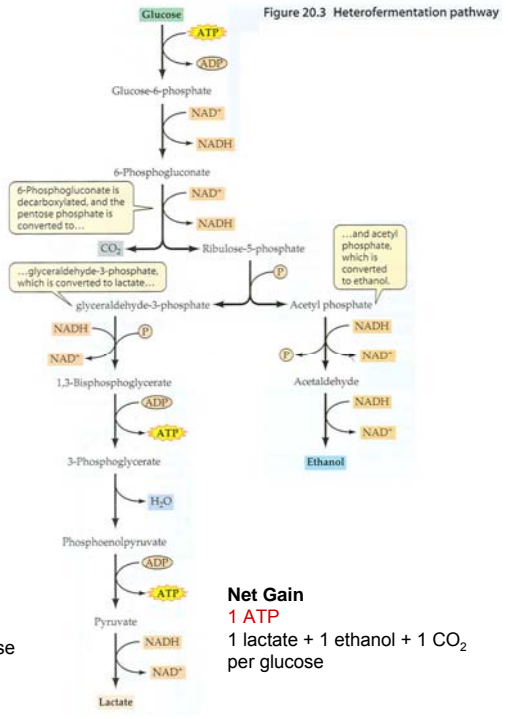 Figure 20.3 Heterofermentation pathway
Glucose
ATP
ADP
Glucose-6-phosphate
NAD⁺
NADH
6-Phosphogluconate
6-Phosphogluconate is
decarboxylated, and the
pentose phosphate is
converted to...
NAD⁺
NADH
CO₂
Ribulose-5-phosphate
...and acetyl
phosphate,
which is
converted
to ethanol.
...glyceraldehyde-3-phosphate,
which is converted to lactate...
P
glyceraldehyde-3-phosphate
Acetyl phosphate
NADH
P
NAD⁺
NADH
P
NAD⁺
1,3-Bisphosphoglycerate
Acetaldehyde
ADP
ATP
NADH
NAD⁺
3-Phosphoglycerate
Ethanol
H₂O
Phosphoenolpyruvate
ADP
ATP
Pyruvate
NADH
NAD⁺
Lactate
Net Gain
1 ATP
1 lactate + 1 ethanol + 1 CO₂
per glucose
se